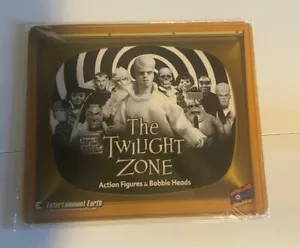 The
TWILIGHT
ZONE
Action Figures & Bobble Heads
Entertainment Earth